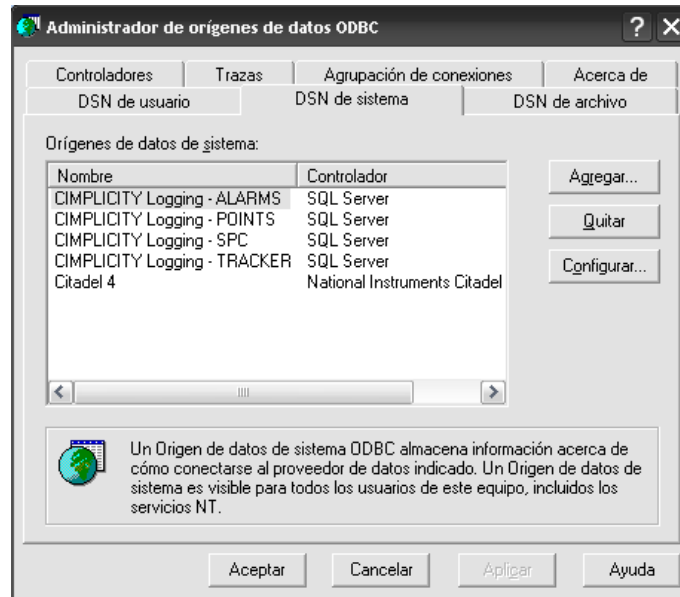 Administrador de orígenes de datos ODBC
Controladores Trazas Agrupación de conexiones Acerca de
DSN de usuario DSN de sistema DSN de archivo
Orígenes de datos de sistema:
Nombre Controlador
CIMPLICITY Logging - ALARMS SQL Server
CIMPLICITY Logging - POINTS SQL Server
CIMPLICITY Logging - SPC SQL Server
CIMPLICITY Logging - TRACKER SQL Server
Citadel 4 National Instruments Citadel
Agregar...
Quitar
Configurar...
Un Origen de datos de sistema ODBC almacena información acerca de
cómo conectarse al proveedor de datos indicado. Un Origen de datos de
sistema es visible para todos los usuarios de este equipo, incluidos los
servicios NT.
Aceptar Cancelar Aplicar Ayuda